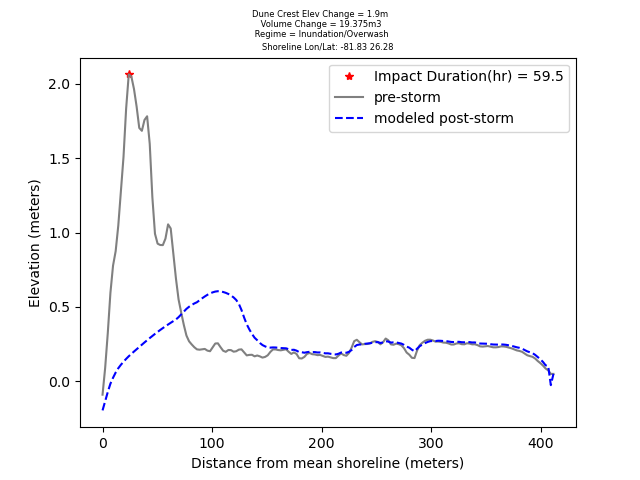 Dune Crest Elev Change = 1.9m
Volume Change = 19.375m3
Regime = Inundation/Overwash
Shoreline Lon/Lat: -81.83 26.28
Impact Duration(hr) = 59.5
pre-storm
modeled post-storm
2.0
1.5
1.0
0.5
0.0
Elevation (meters)
0 100 200 300 400
Distance from mean shoreline (meters)